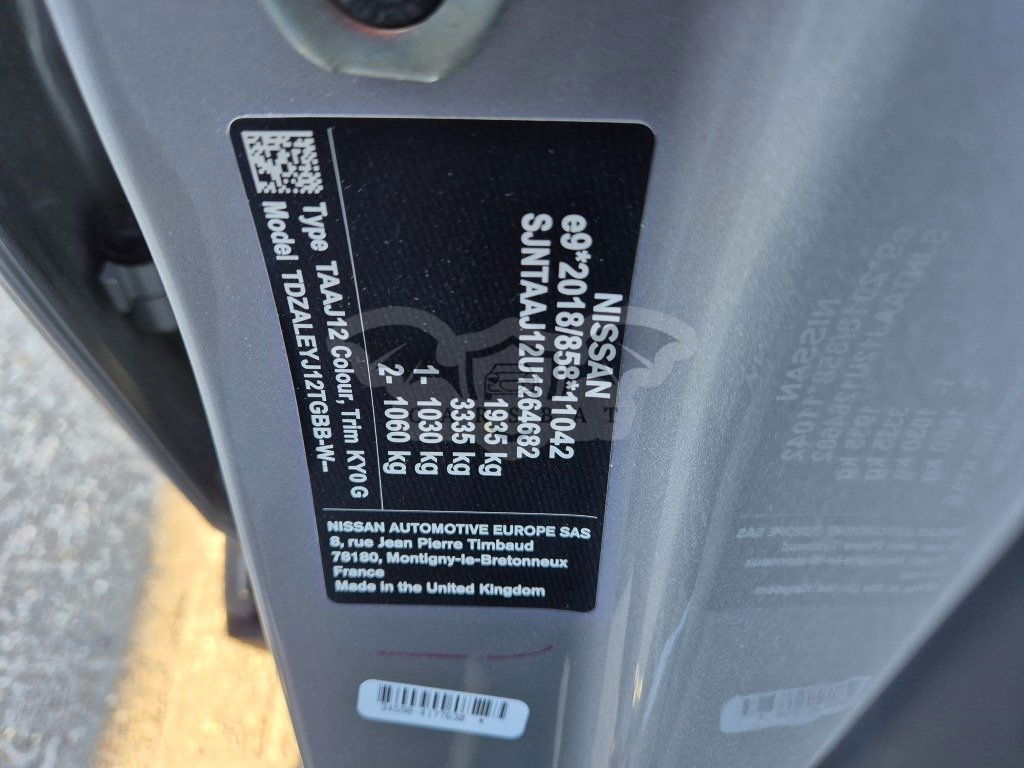 NISSAN
e9*2018/858*11042
SJNTAAJ12U1264682
1935 kg
3335 kg
1- 1030 kg
2- 1060 kg
Type TAAJ12 Colour, Trim KY0 G
Model TDZALEYJ12TGBB-W--
NISSAN AUTOMOTIVE EUROPE SAS
8, rue Jean Pierre Timbaud
78180, Montigny-le-Bretonneux
France
Made in the United Kingdom
CARSBAT